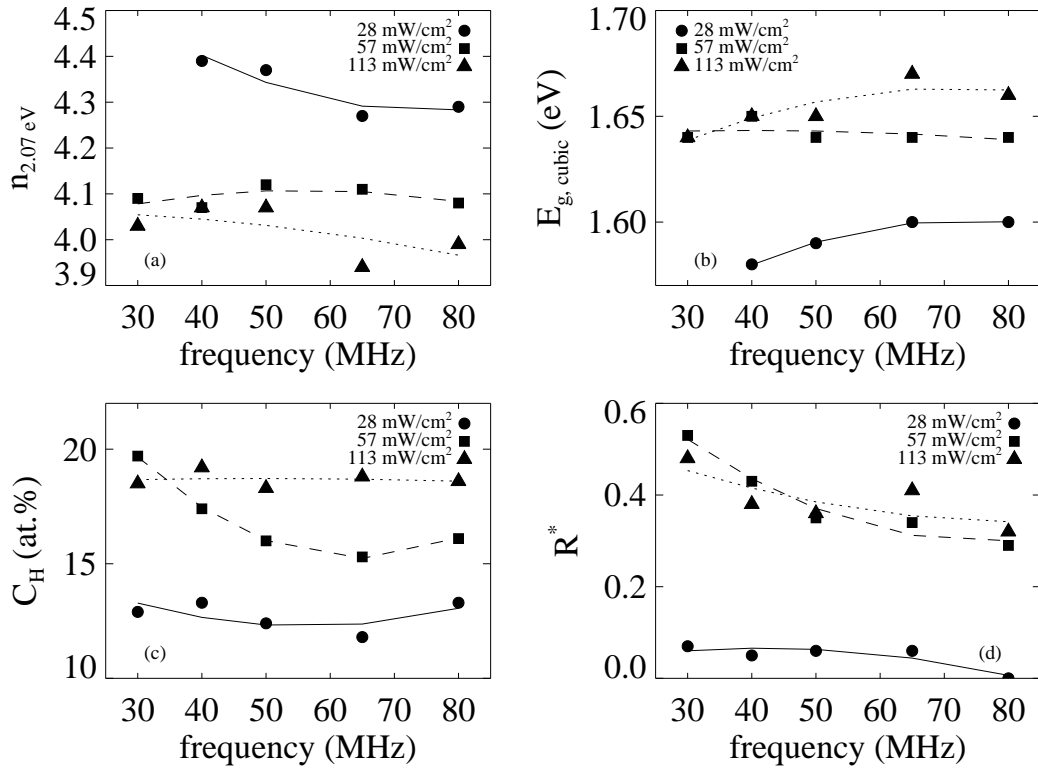 4.5
4.4
4.3
4.2
4.1
4.0
3.9
n2.07 eV
28 mW/cm²
57 mW/cm²
113 mW/cm²
(a)
30 40 50 60 70 80
frequency (MHz)
1.70
1.65
1.60
Eg, cubic (eV)
28 mW/cm²
57 mW/cm²
113 mW/cm²
(b)
30 40 50 60 70 80
frequency (MHz)
20
15
10
CH (at.%)
28 mW/cm²
57 mW/cm²
113 mW/cm²
(c)
30 40 50 60 70 80
frequency (MHz)
0.6
0.4
0.2
0.0
R*
28 mW/cm²
57 mW/cm²
113 mW/cm²
(d)
30 40 50 60 70 80
frequency (MHz)